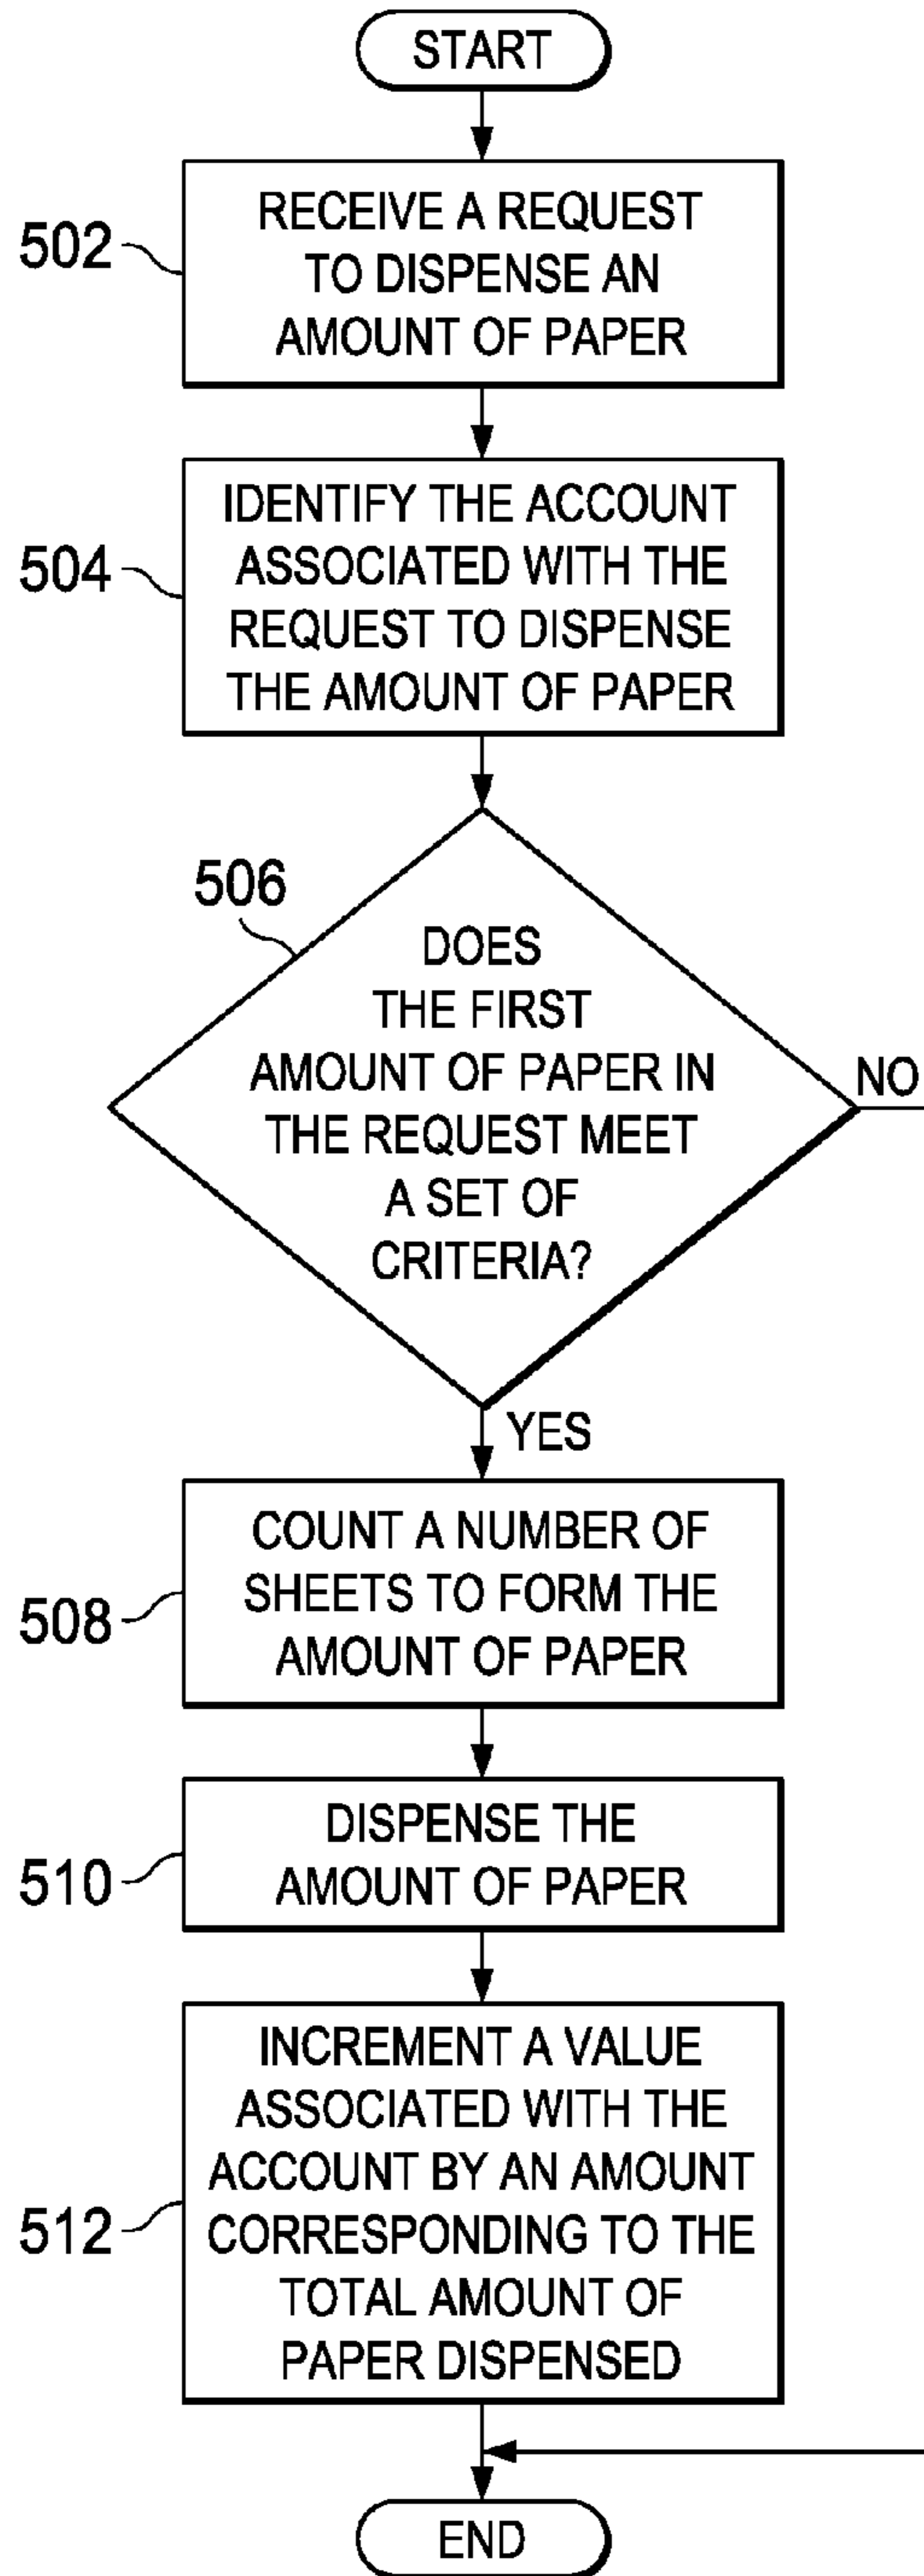 START
502
RECEIVE A REQUEST
TO DISPENSE AN
AMOUNT OF PAPER
504
IDENTIFY THE ACCOUNT
ASSOCIATED WITH THE
REQUEST TO DISPENSE
THE AMOUNT OF PAPER
506
DOES
THE FIRST
AMOUNT OF PAPER IN
THE REQUEST MEET
A SET OF
CRITERIA?
NO
YES
508
COUNT A NUMBER OF
SHEETS TO FORM THE
AMOUNT OF PAPER
510
DISPENSE THE
AMOUNT OF PAPER
512
INCREMENT A VALUE
ASSOCIATED WITH THE
ACCOUNT BY AN AMOUNT
CORRESPONDING TO THE
TOTAL AMOUNT OF
PAPER DISPENSED
END